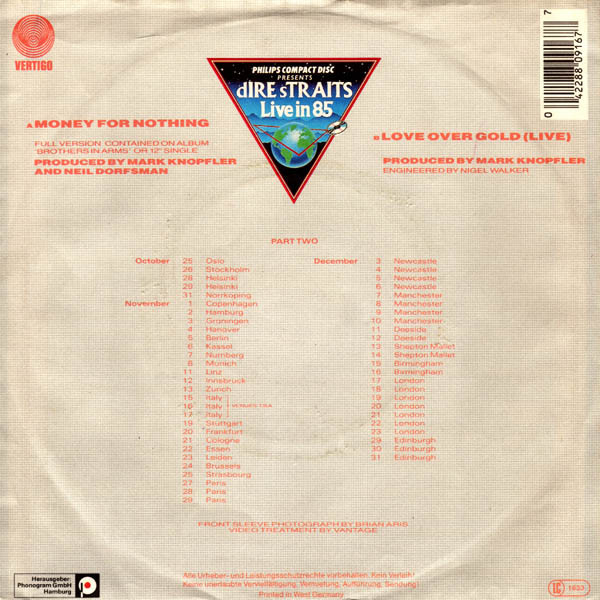 VERTIGO
PHILIPS COMPACT DISC
PRESENTS
dIRE sTRAITS
Live in 85
7
0 42288 09167
A MONEY FOR NOTHING
FULL VERSION CONTAINED ON ALBUM
'BROTHERS IN ARMS' OR 12" SINGLE
PRODUCED BY MARK KNOPFLER
AND NEIL DORFSMAN
B LOVE OVER GOLD (LIVE)
PRODUCED BY MARK KNOPFLER
ENGINEERED BY NIGEL WALKER
PART TWO
October 25 Oslo
26 Stockholm
28 Helsinki
29 Helsinki
31 Norrkoping
November 1 Copenhagen
2 Hamburg
3 Groningen
4 Hanover
5 Berlin
6 Kassel
7 Nurnberg
8 Munich
11 Linz
12 Innsbruck
13 Zurich
15 Italy
16 Italy VENUES T.B.A.
17 Italy
19 Stuttgart
20 Frankfurt
21 Cologne
22 Essen
23 Leiden
24 Brussels
25 Strasbourg
27 Paris
28 Paris
29 Paris
December 3 Newcastle
4 Newcastle
5 Newcastle
6 Newcastle
7 Manchester
8 Manchester
9 Manchester
10 Manchester
11 Deeside
12 Deeside
13 Shepton Mallet
14 Shepton Mallet
15 Birmingham
16 Birmingham
17 London
18 London
19 London
20 London
21 London
22 London
23 London
29 Edinburgh
30 Edinburgh
31 Edinburgh
FRONT SLEEVE PHOTOGRAPH BY BRIAN ARIS
VIDEO TREATMENT BY VANTAGE.
Herausgeber:
Phonogram GmbH
Hamburg
Alle Urheber- und Leistungsschutzrechte vorbehalten. Kein Verleih!
Keine unerlaubte Vervielfältigung, Vermietung, Aufführung, Sendung!
Printed in West Germany
LC 1633